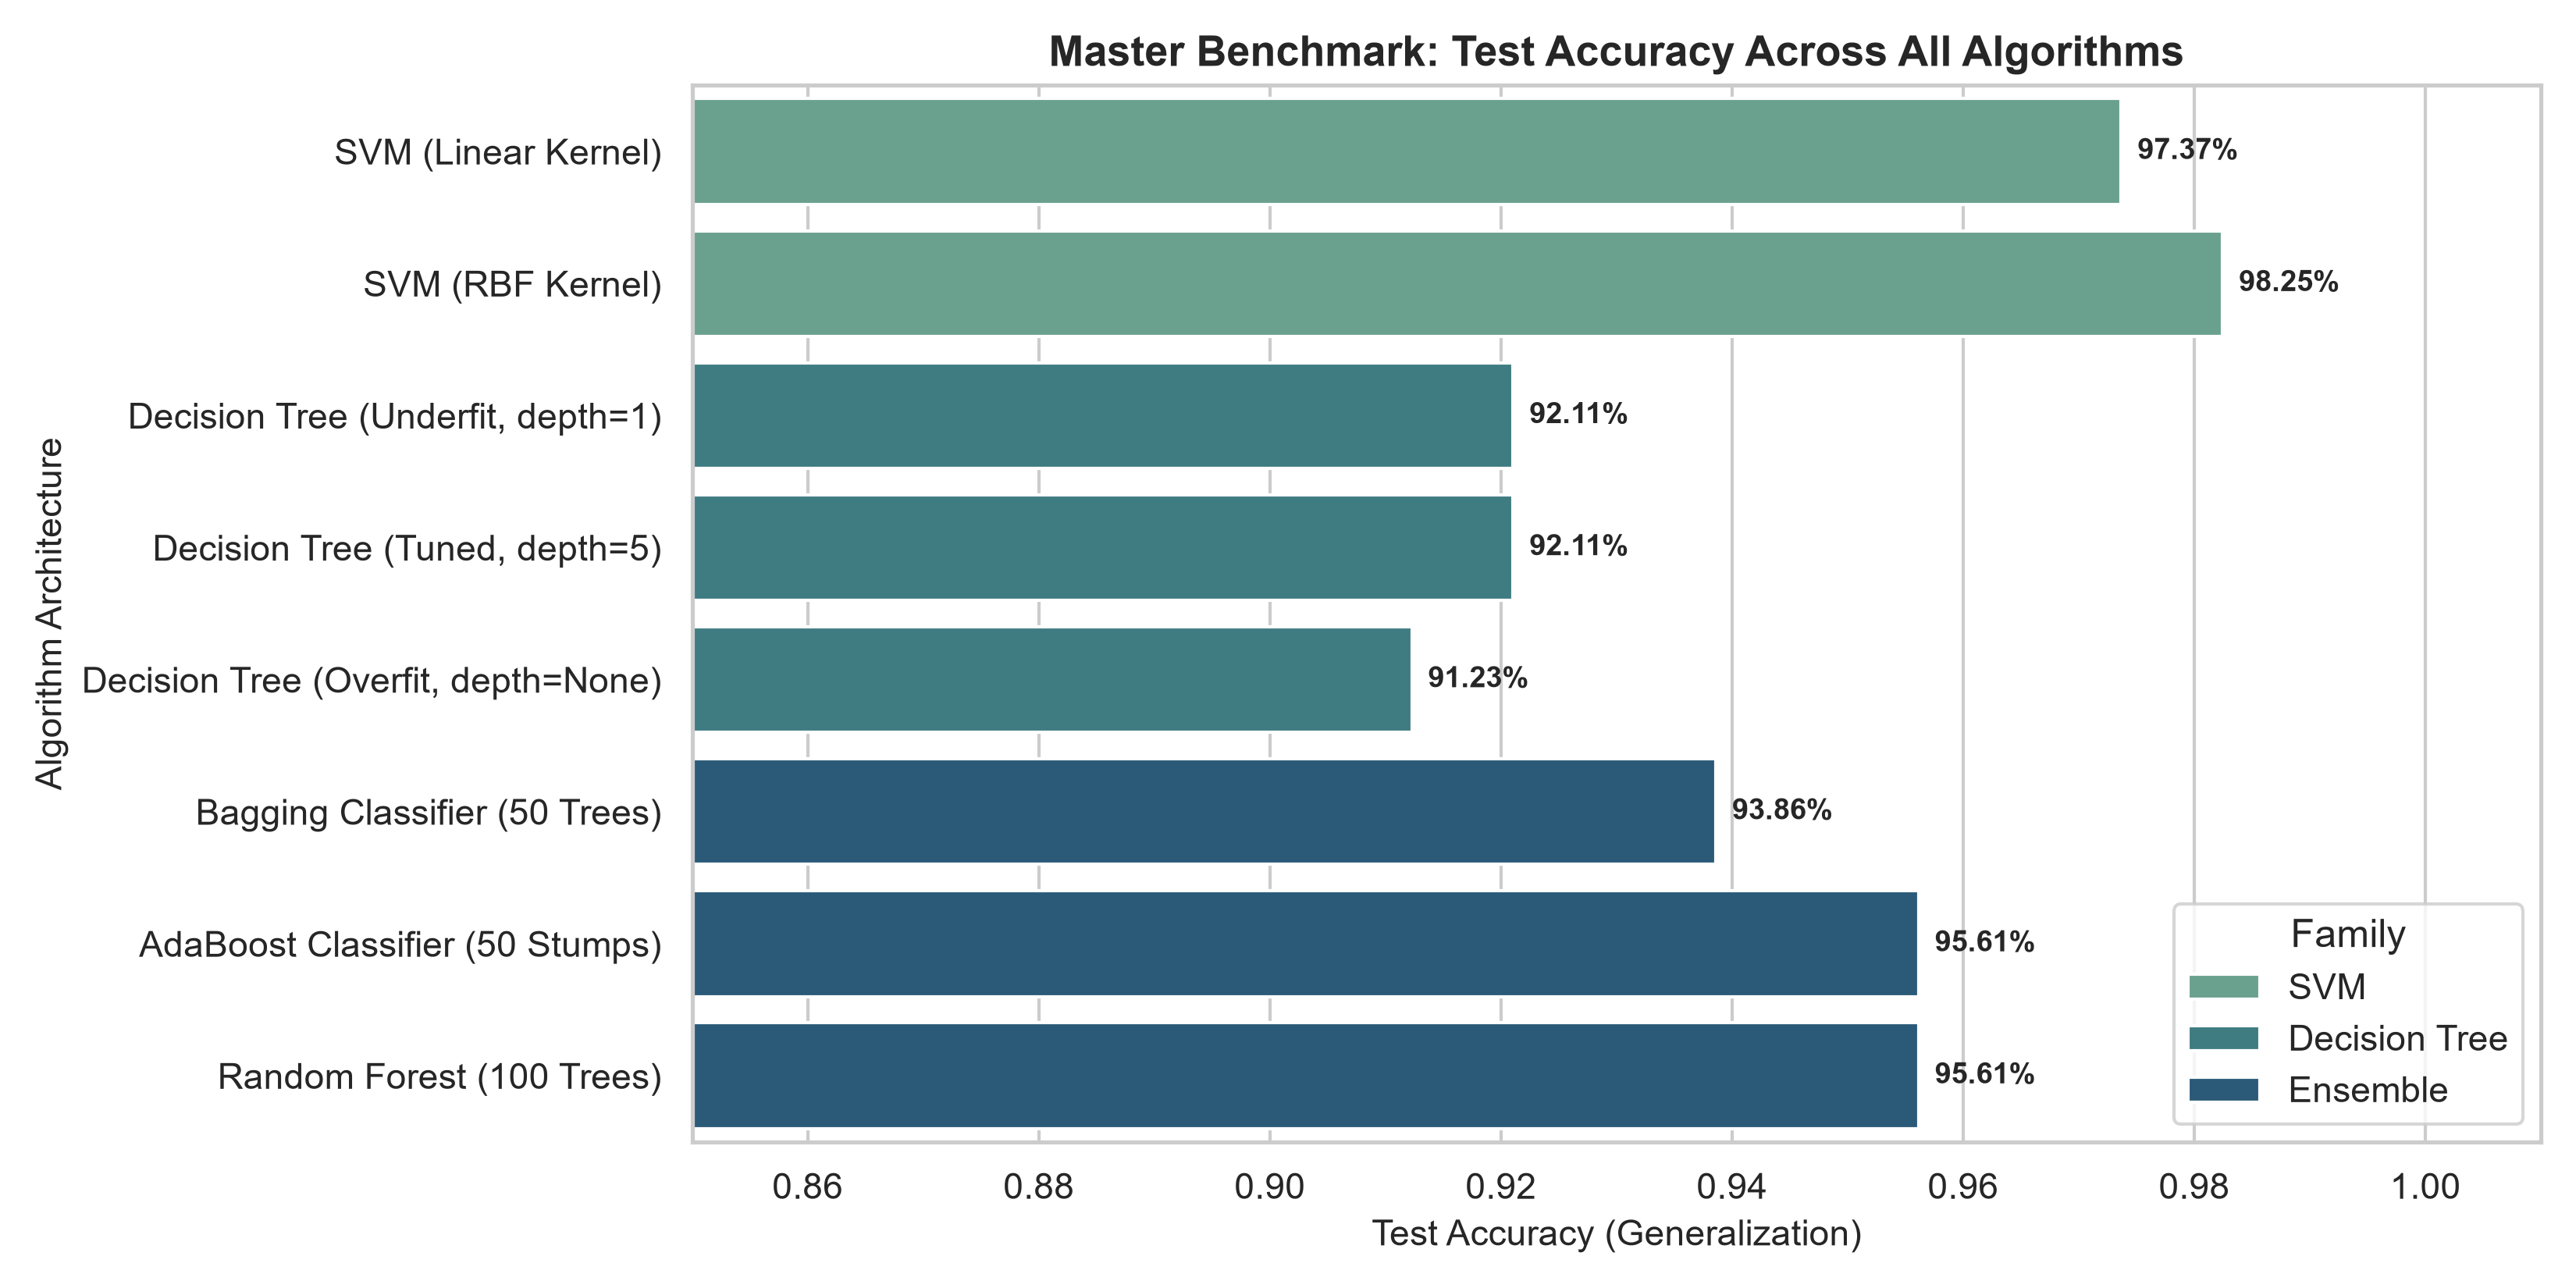 Master Benchmark: Test Accuracy Across All Algorithms
Algorithm Architecture
SVM (Linear Kernel)
97.37%
SVM (RBF Kernel)
98.25%
Decision Tree (Underfit, depth=1)
92.11%
Decision Tree (Tuned, depth=5)
92.11%
Decision Tree (Overfit, depth=None)
91.23%
Bagging Classifier (50 Trees)
93.86%
AdaBoost Classifier (50 Stumps)
95.61%
Random Forest (100 Trees)
95.61%
Family
SVM
Decision Tree
Ensemble
0.86 0.88 0.90 0.92 0.94 0.96 0.98 1.00
Test Accuracy (Generalization)